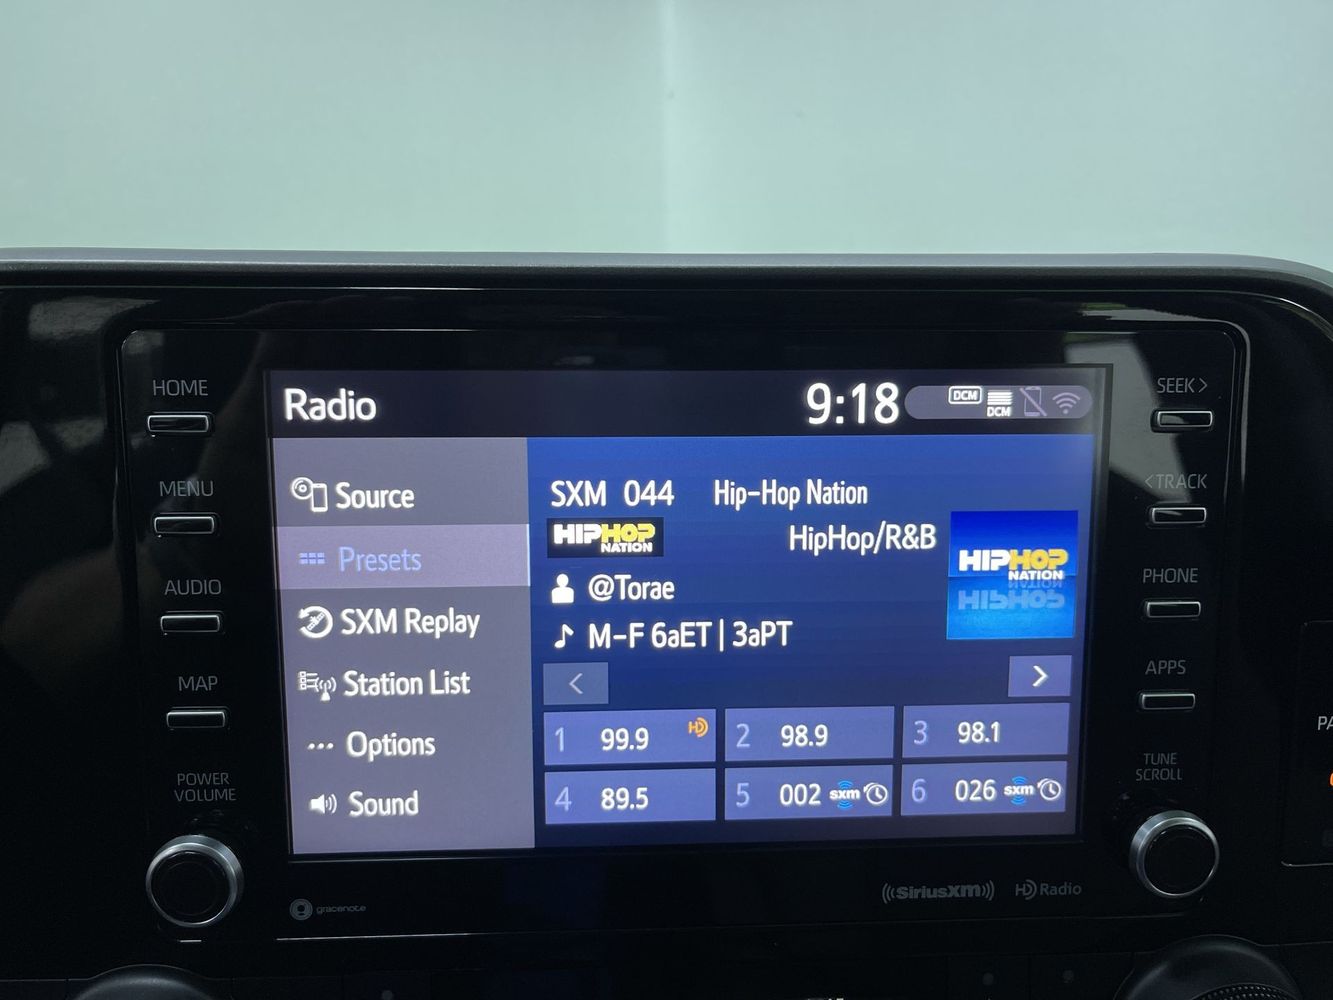 HOME
MENU
AUDIO
MAP
POWER
VOLUME
Radio
9:18
DCM
DCM
Source
Presets
SXM Replay
Station List
Options
Sound
SXM 044 Hip-Hop Nation
HIPHOP
NATION
HipHop/R&B
HIPHOP
NATION
@Torae
M-F 6aET | 3aPT
<
>
1 99.9 HD
2 98.9
3 98.1
4 89.5
5 002 sxm
6 026 sxm
SEEK >
< TRACK
PHONE
APPS
TUNE
SCROLL
gracenote
((SiriusXM))
HD Radio